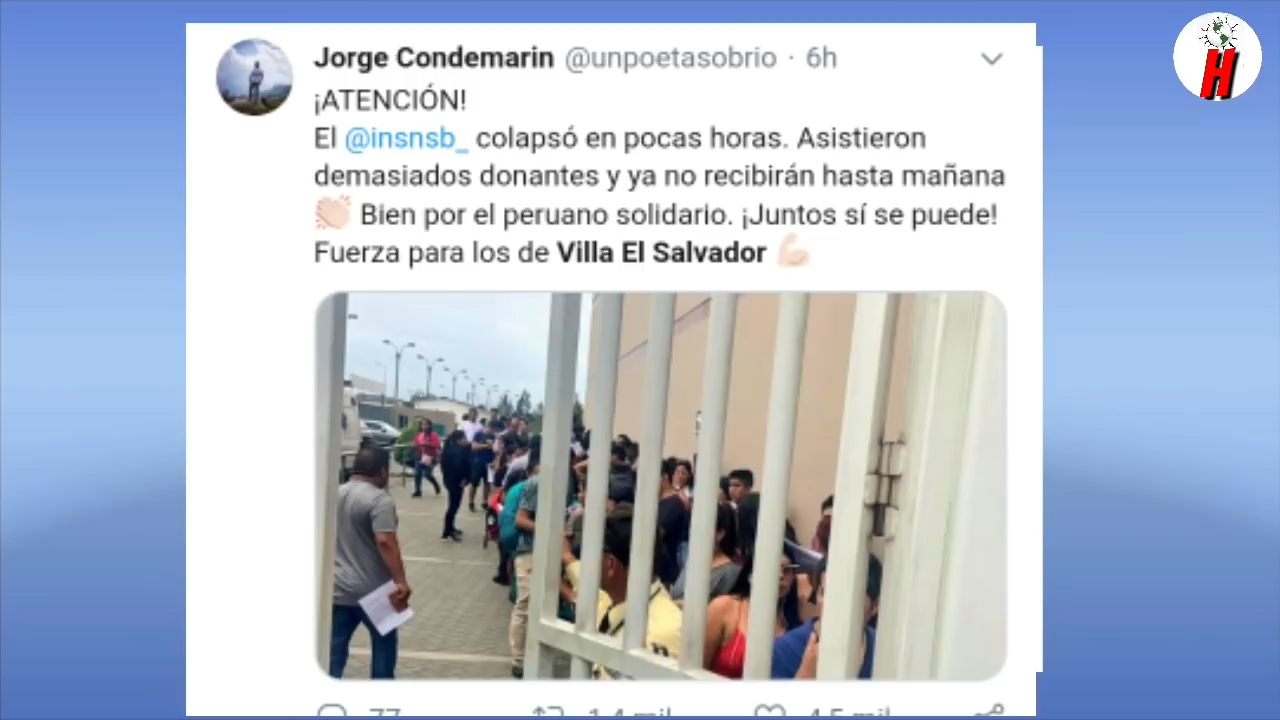 Jorge Condemarin @unpoetasobrio · 6h
¡ATENCIÓN!
El @insnsb_ colapsó en pocas horas. Asistieron
demasiados donantes y ya no recibirán hasta mañana
👏🏻 Bien por el peruano solidario. ¡Juntos sí se puede!
Fuerza para los de Villa El Salvador 💪🏻
H